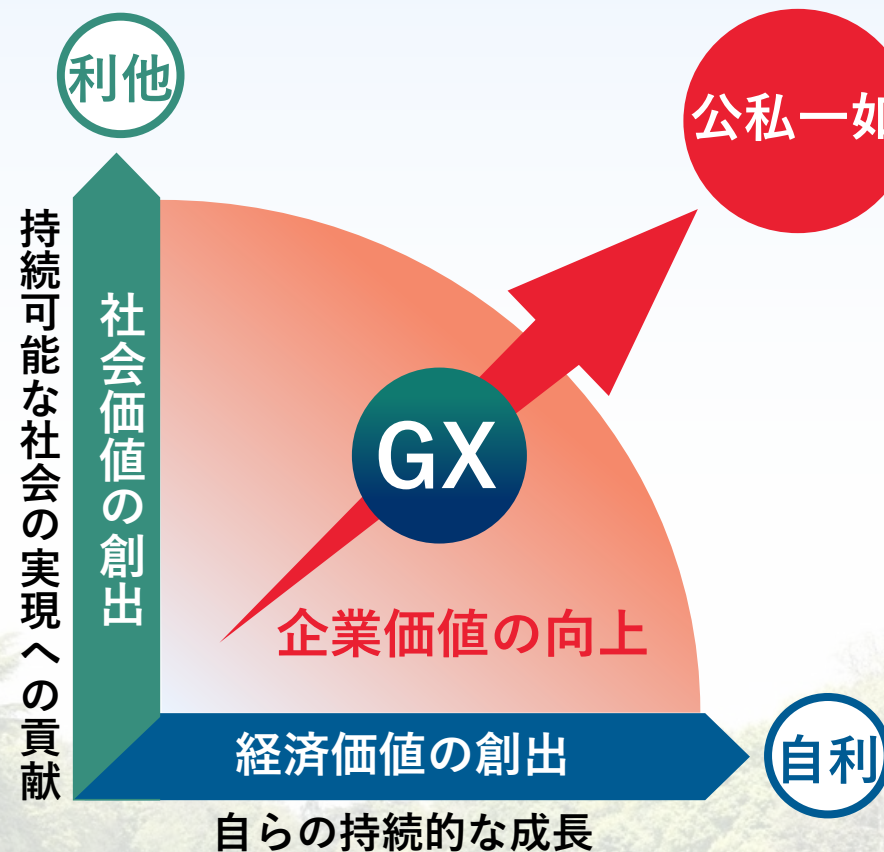 利他
公私一如
持続可能な社会の実現への貢献
社会価値の創出
GX
企業価値の向上
経済価値の創出
自利
自らの持続的な成長